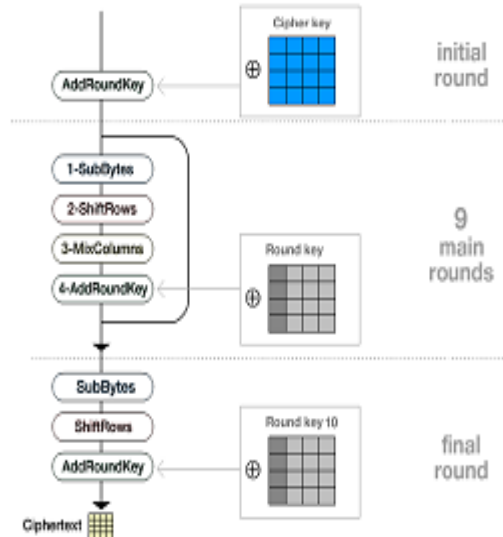 Cipher key
⊕
AddRoundKey
initial
round
1-SubBytes
2-ShiftRows
3-MixColumns
4-AddRoundKey
Round key
⊕
9
main
rounds
SubBytes
ShiftRows
AddRoundKey
Round key 10
⊕
final
round
Ciphertext